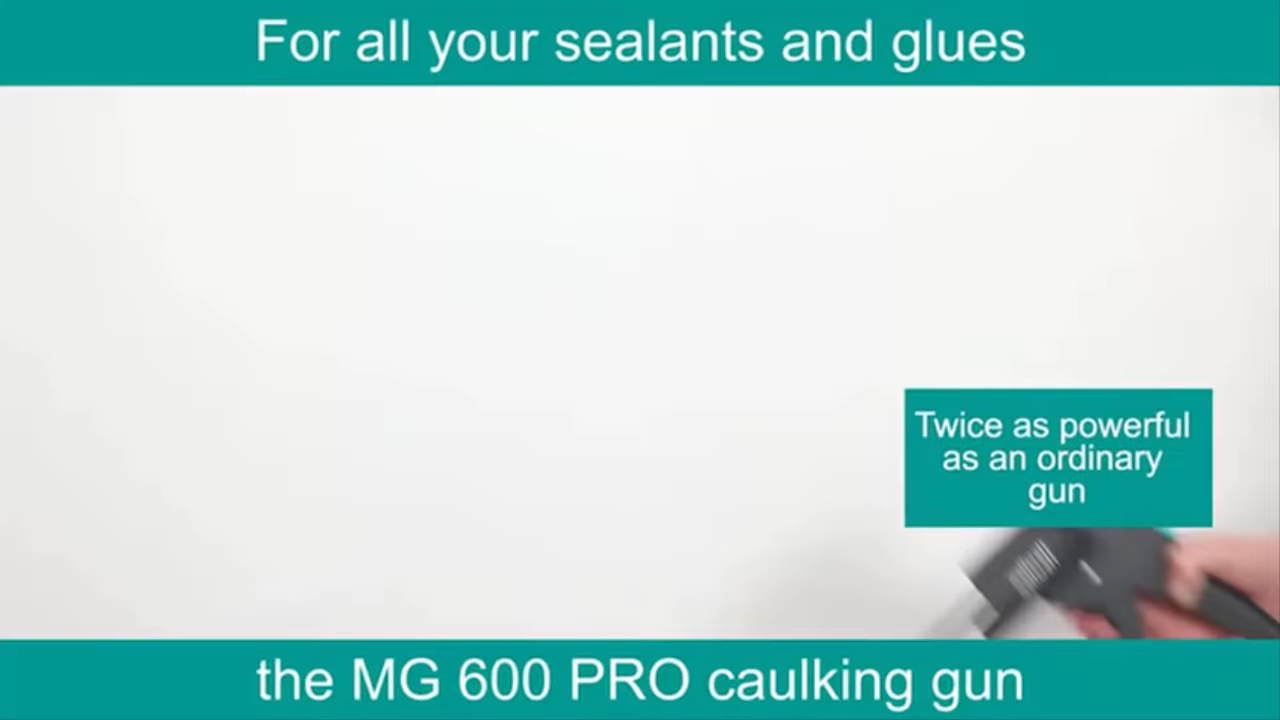 For all your sealants and glues
Twice as powerful
as an ordinary
gun
the MG 600 PRO caulking gun